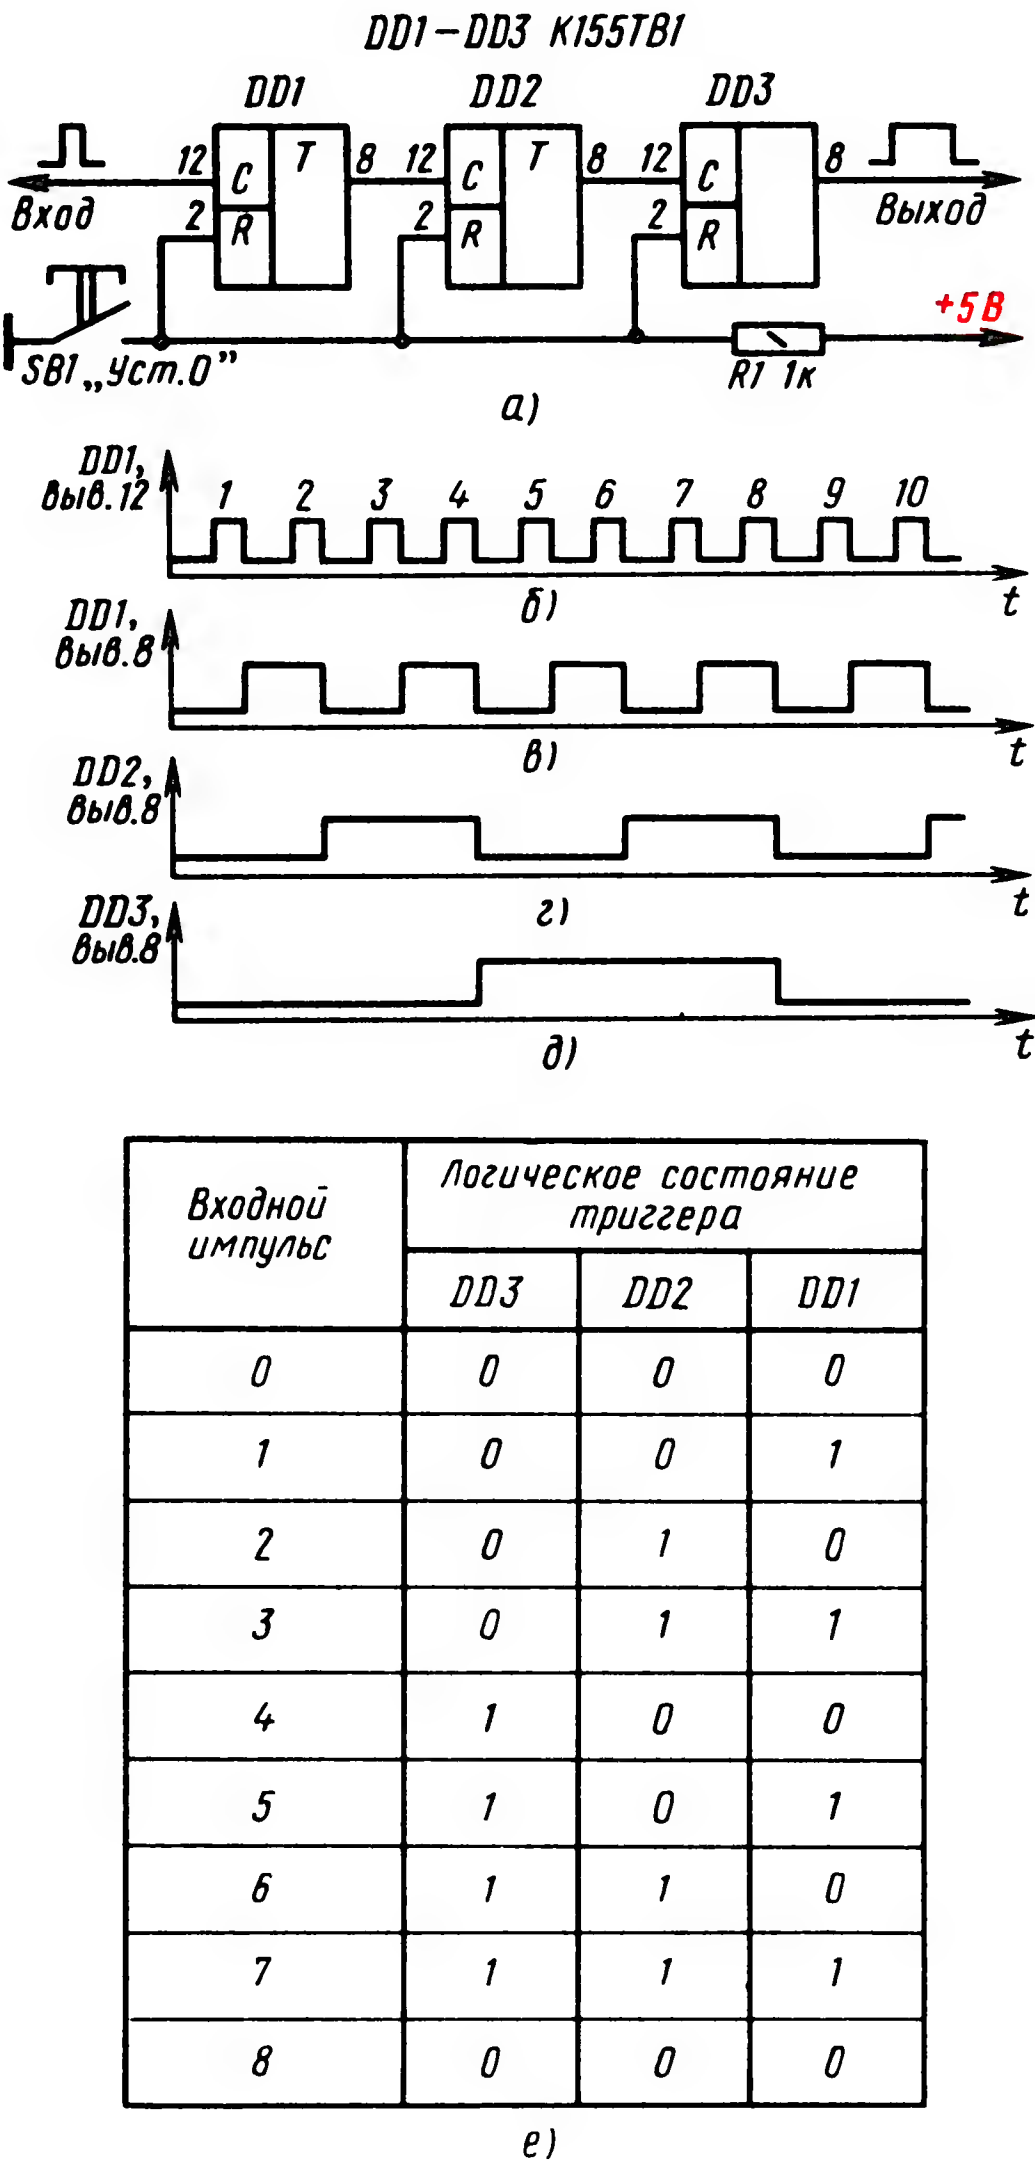 DD1-DD3 К155ТВ1
DD1 DD2 DD3
12 С Т 8 12 С Т 8 12 С 8
Вход 2 R 2 R 2 R Выход
+5 В
SB1 „Уст.0” R1 1к
а)
DD1,
выв.12 1 2 3 4 5 6 7 8 9 10
б) t
DD1,
выв.8
в) t
DD2,
выв.8
г) t
DD3,
выв.8
д) t
Входной импульс Логическое состояние триггера
DD3 DD2 DD1
0 0 0 0
1 0 0 1
2 0 1 0
3 0 1 1
4 1 0 0
5 1 0 1
6 1 1 0
7 1 1 1
8 0 0 0
е)